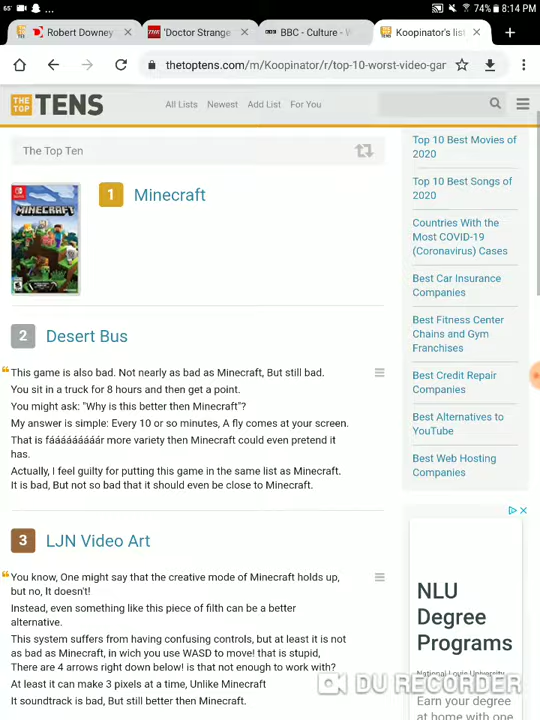 65°
74% 8:14 PM
Robert Downey
'Doctor Strange
BBC - Culture - W
Koopinator's list
thetoptens.com/m/Koopinator/r/top-10-worst-video-gar
THE TOP TENS
All Lists Newest Add List For You
The Top Ten
1 Minecraft
MINECRAFT
2 Desert Bus
This game is also bad. Not nearly as bad as Minecraft, But still bad.
You sit in a truck for 8 hours and then get a point.
You might ask: "Why is this better then Minecraft"?
My answer is simple: Every 10 or so minutes, A fly comes at your screen.
That is fááááááááár more variety then Minecraft could even pretend it
has.
Actually, I feel guilty for putting this game in the same list as Minecraft.
It is bad, But not so bad that it should even be close to Minecraft.
3 LJN Video Art
You know, One might say that the creative mode of Minecraft holds up,
but no, It doesn't!
Instead, even something like this piece of filth can be a better
alternative.
This system suffers from having confusing controls, but at least it is not
as bad as Minecraft, in wich you use WASD to move! that is stupid,
There are 4 arrows right down below! is that not enough to work with?
At least it can make 3 pixels at a time, Unlike Minecraft
It soundtrack is bad, But still better then Minecraft.
Top 10 Best Movies of
2020
Top 10 Best Songs of
2020
Countries With the
Most COVID-19
(Coronavirus) Cases
Best Car Insurance
Companies
Best Fitness Center
Chains and Gym
Franchises
Best Credit Repair
Companies
Best Alternatives to
YouTube
Best Web Hosting
Companies
NLU
Degree
Programs
National Louis University
Earn your degree
at home with one
DU RECORDER